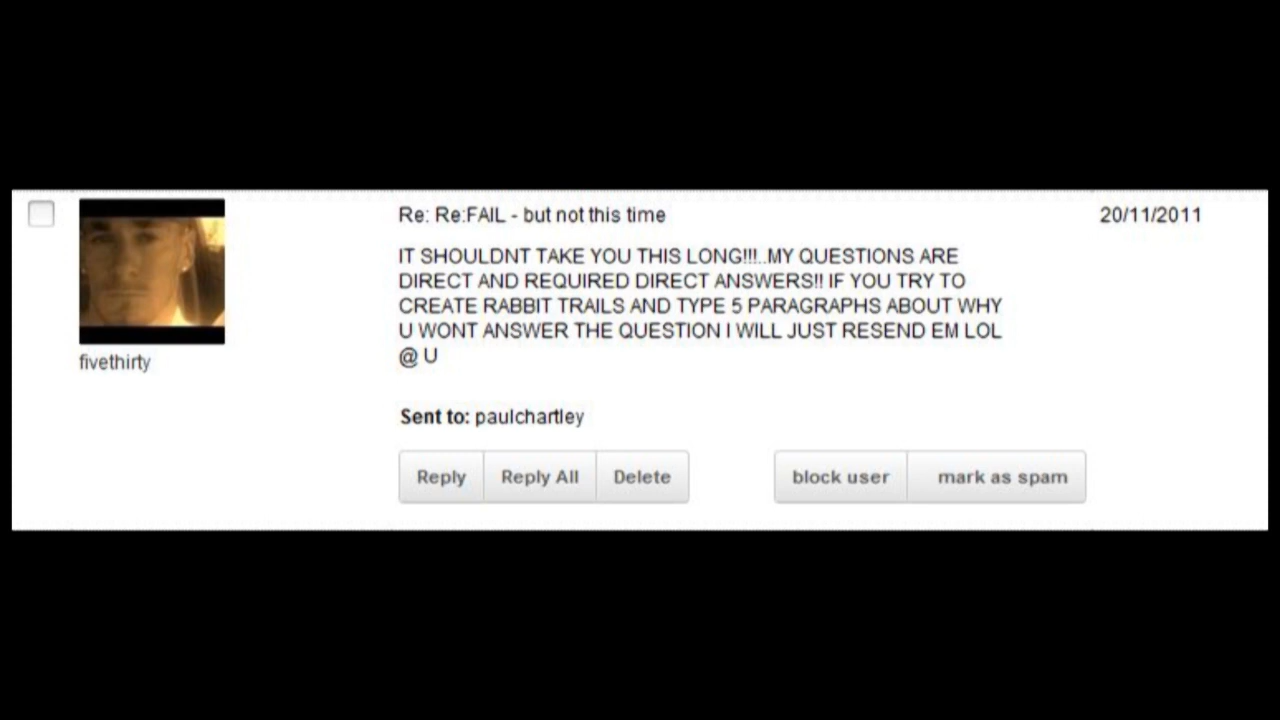 Re: Re:FAIL - but not this time
20/11/2011
IT SHOULDNT TAKE YOU THIS LONG!!!..MY QUESTIONS ARE
DIRECT AND REQUIRED DIRECT ANSWERS!! IF YOU TRY TO
CREATE RABBIT TRAILS AND TYPE 5 PARAGRAPHS ABOUT WHY
U WONT ANSWER THE QUESTION I WILL JUST RESEND EM LOL
@ U
fivethirty
Sent to: paulchartley
Reply Reply All Delete block user mark as spam